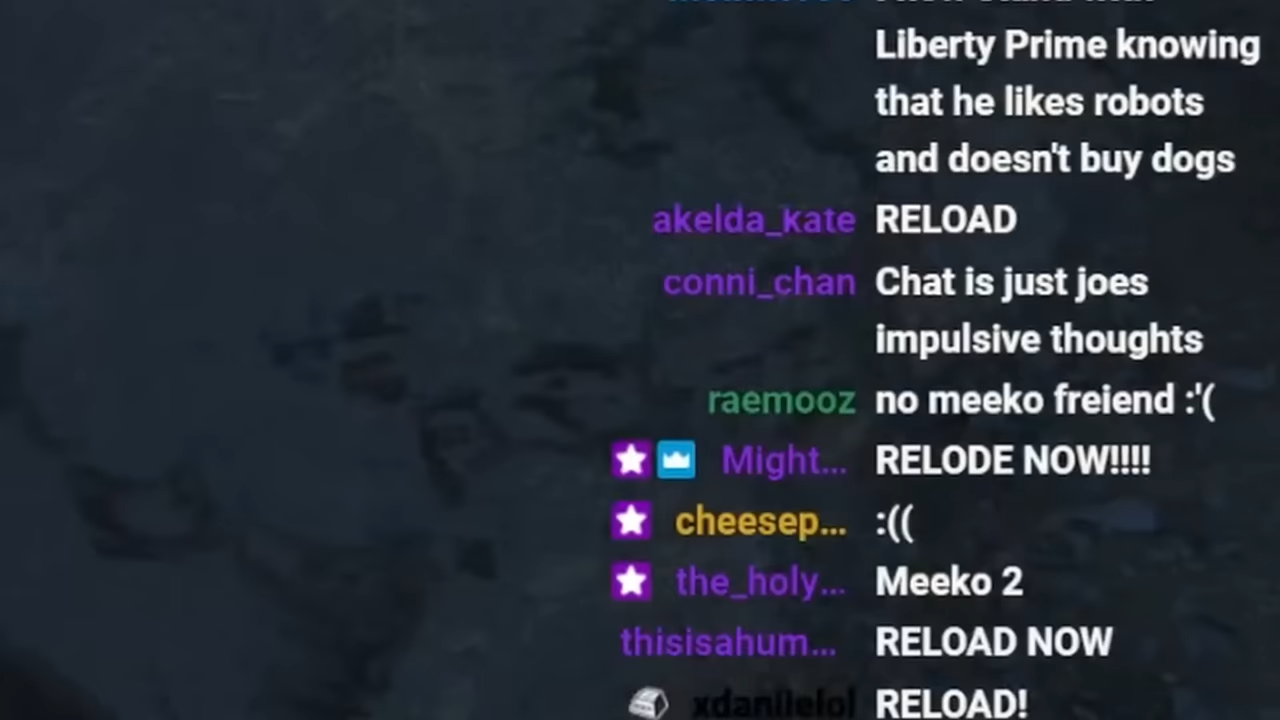 Liberty Prime knowing
that he likes robots
and doesn't buy dogs
akelda_kate RELOAD
conni_chan Chat is just joes
impulsive thoughts
raemooz no meeko freiend :'(
Might... RELODE NOW!!!!
cheesep... :((
the_holy... Meeko 2
thisisahum... RELOAD NOW
xdanilelol RELOAD!